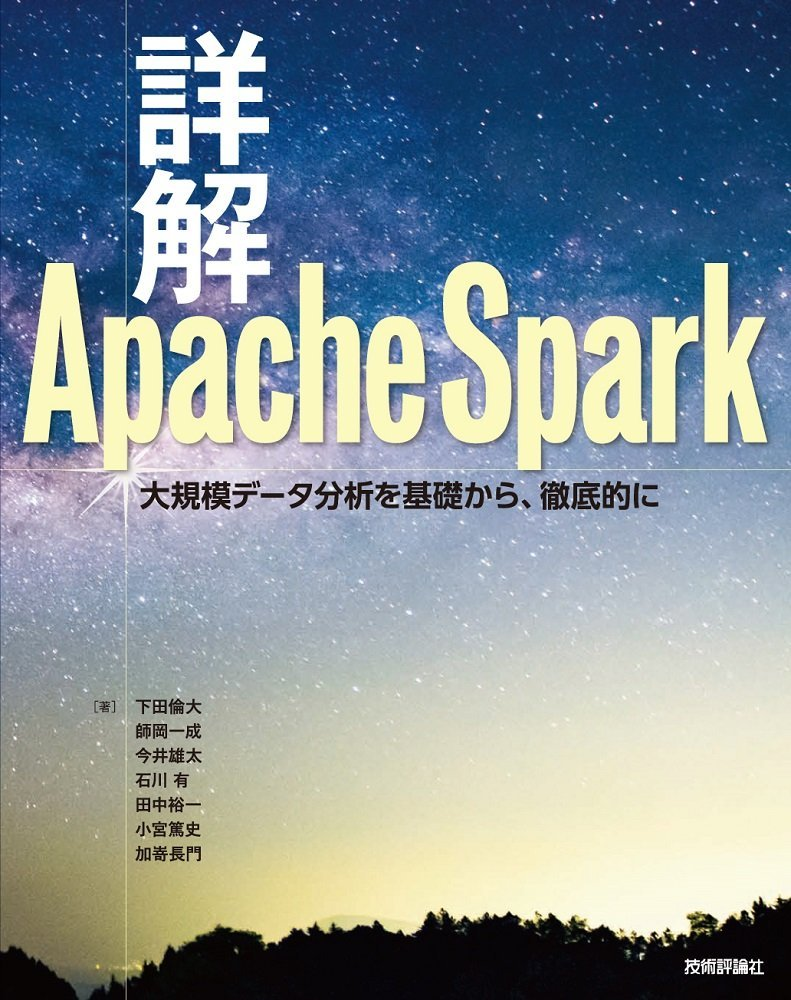 詳解
Apache Spark
大規模データ分析を基礎から、徹底的に
［著］ 下田倫大
師岡一成
今井雄太
石川 有
田中裕一
小宮篤史
加嵜長門
技術評論社